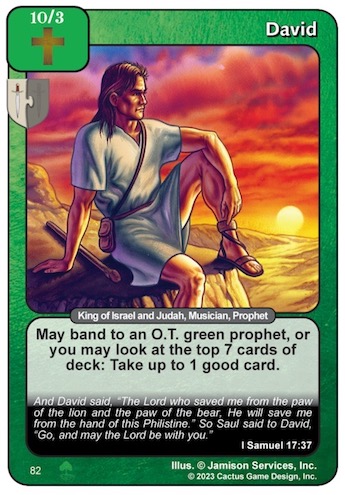 10/3
David
King of Israel and Judah, Musician, Prophet
May band to an O.T. green prophet, or
you may look at the top 7 cards of
deck: Take up to 1 good card.
And David said, “The Lord who saved me from the paw
of the lion and the paw of the bear, He will save me
from the hand of this Philistine.” So Saul said to David,
“Go, and may the Lord be with you.”
I Samuel 17:37
82
Illus. © Jamison Services, Inc.
© 2023 Cactus Game Design, Inc.